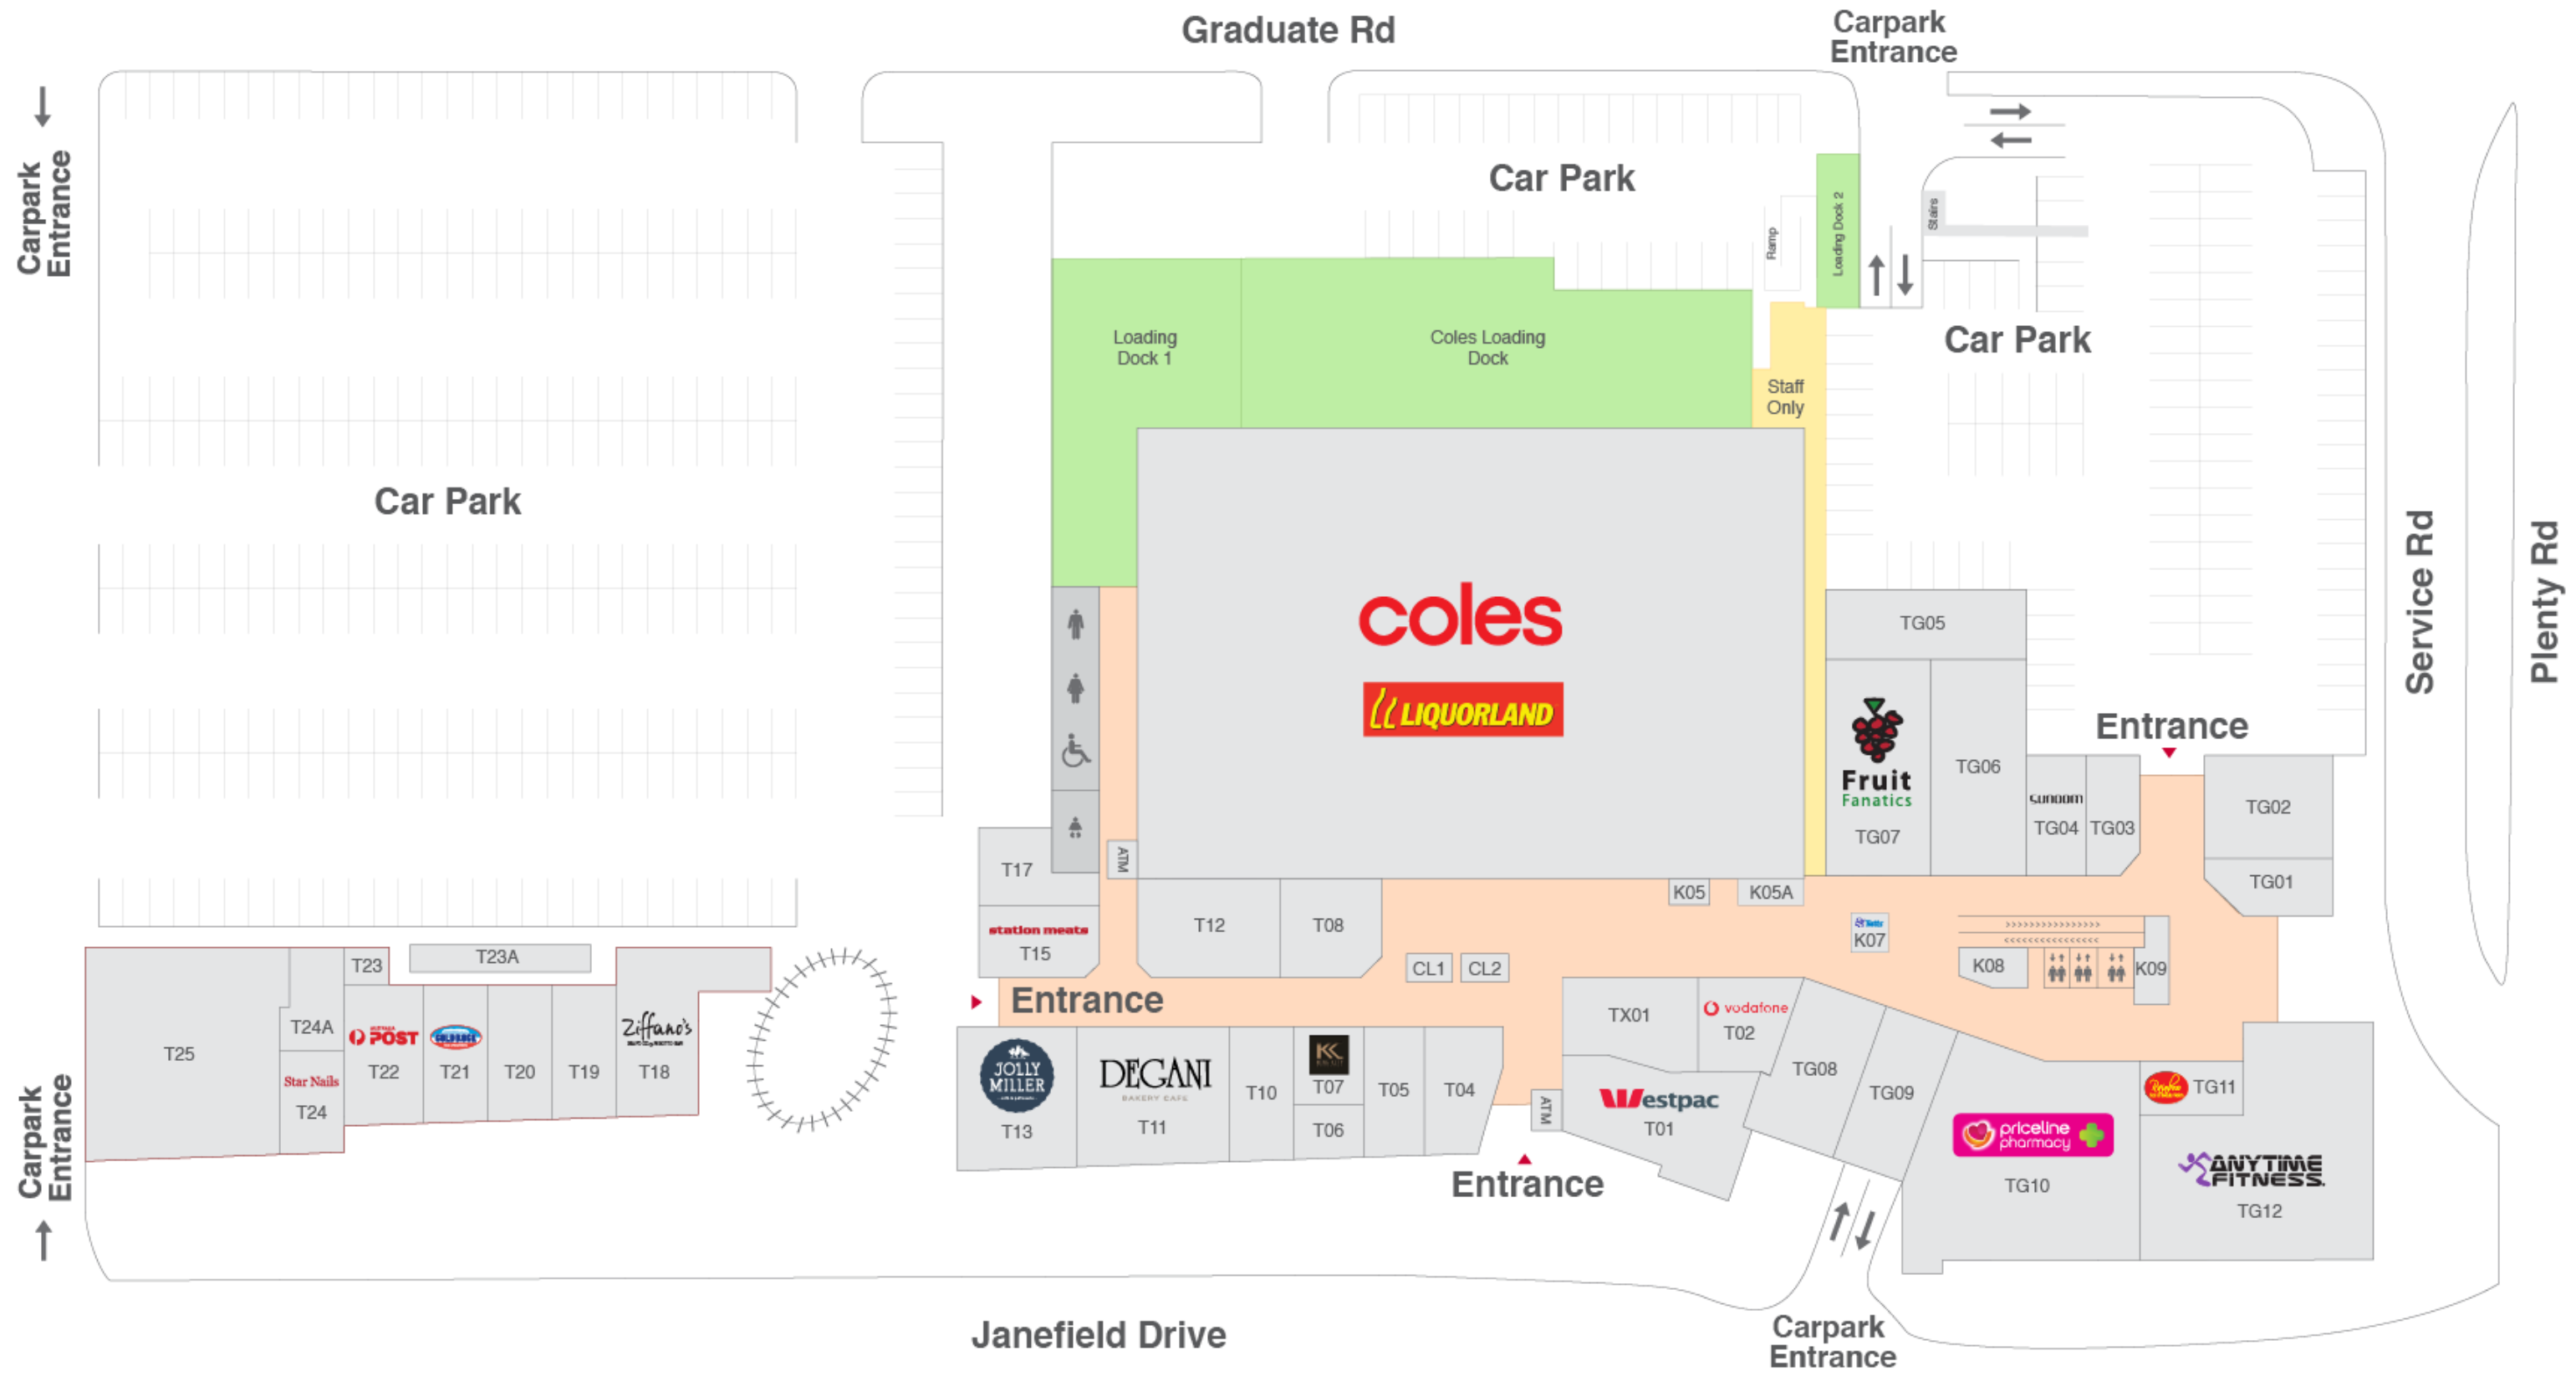 Graduate Rd
Carpark
Entrance
Carpark
Entrance
Car Park
Loading Dock 2
Stairs
Ramp
Loading
Dock 1
Coles Loading
Dock
Car Park
Staff
Only
Car Park
Service Rd
Plenty Rd
coles
LIQUORLAND
TG05
Fruit
Fanatics
TG07
TG06
TG04
TG03
Entrance
TG02
TG01
ATM
T17
station meats
T15
T12
T08
K05
K05A
K07
K08
K09
CL1
CL2
Entrance
T23
T23A
T25
T24A
Star Nails
T24
POST
T22
T21
T20
T19
Ziffano's
T18
JOLLY
MILLER
T13
DEGANI
BAKERY CAFE
T11
T10
KK
T07
T06
T05
T04
ATM
Entrance
TX01
vodafone
T02
Westpac
T01
TG08
TG09
priceline
pharmacy
TG10
TG11
ANYTIME
FITNESS
TG12
Carpark
Entrance
Janefield Drive
Carpark
Entrance